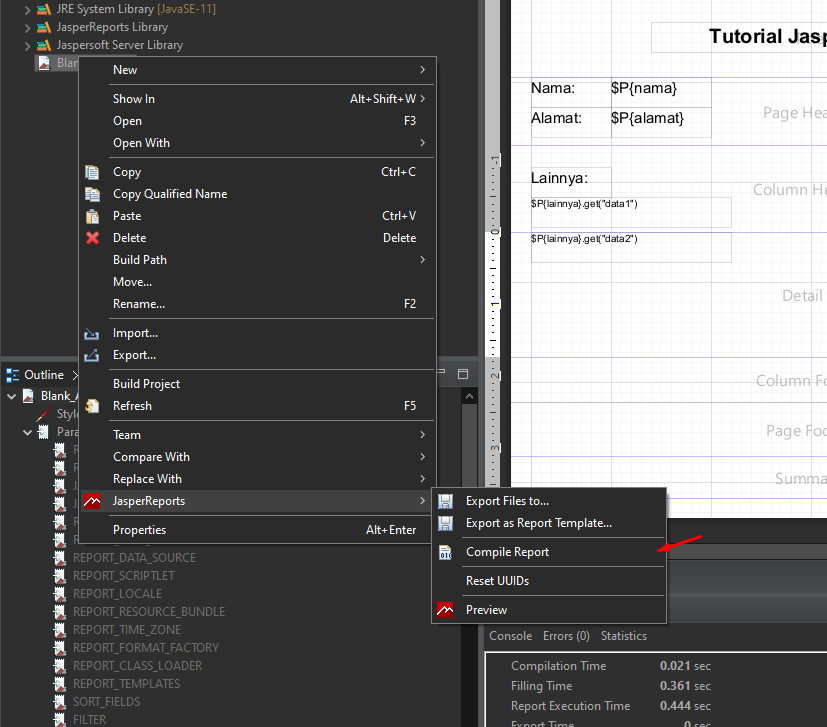 JRE System Library [JavaSE-11]
JasperReports Library
Jaspersoft Server Library
Blan
New
Show In Alt+Shift+W
Open F3
Open With
Copy Ctrl+C
Copy Qualified Name
Paste Ctrl+V
Delete Delete
Build Path
Move...
Rename... F2
Import...
Export...
Build Project
Refresh F5
Team
Compare With
Replace With
JasperReports
Properties Alt+Enter
Export Files to...
Export as Report Template...
Compile Report
Reset UUIDs
Preview
Tutorial Jasp
Nama: $P{nama}
Alamat: $P{alamat}
Page Hea
Lainnya:
Column He
$P{lainnya}.get("data1")
$P{lainnya}.get("data2")
Detail
Column Fo
Page Foo
Summa
-1
0
1
2
3
Outline
Blank_A
Style
Para
R
R
J
J
R
R
REPORT_DATA_SOURCE
REPORT_SCRIPTLET
REPORT_LOCALE
REPORT_RESOURCE_BUNDLE
REPORT_TIME_ZONE
REPORT_FORMAT_FACTORY
REPORT_CLASS_LOADER
REPORT_TEMPLATES
SORT_FIELDS
FILTER
Console Errors (0) Statistics
Compilation Time 0.021 sec
Filling Time 0.361 sec
Report Execution Time 0.444 sec
Export Time 0 sec